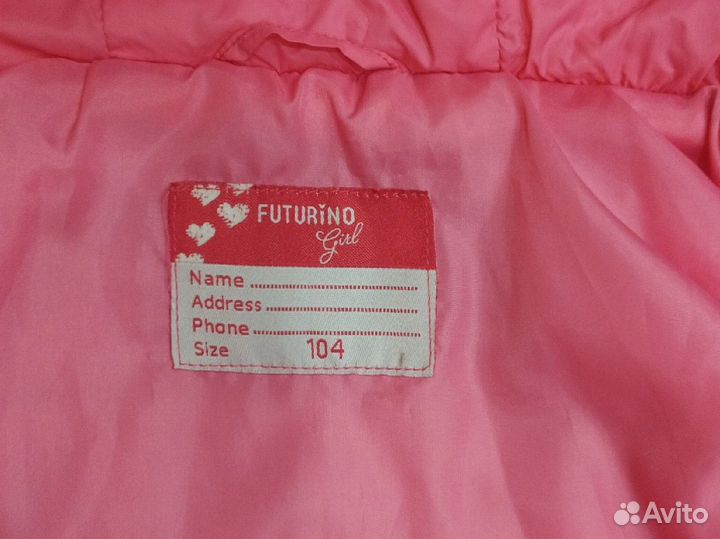 FUTURINO
Girl
Name
Address
Phone
Size 104
Avito